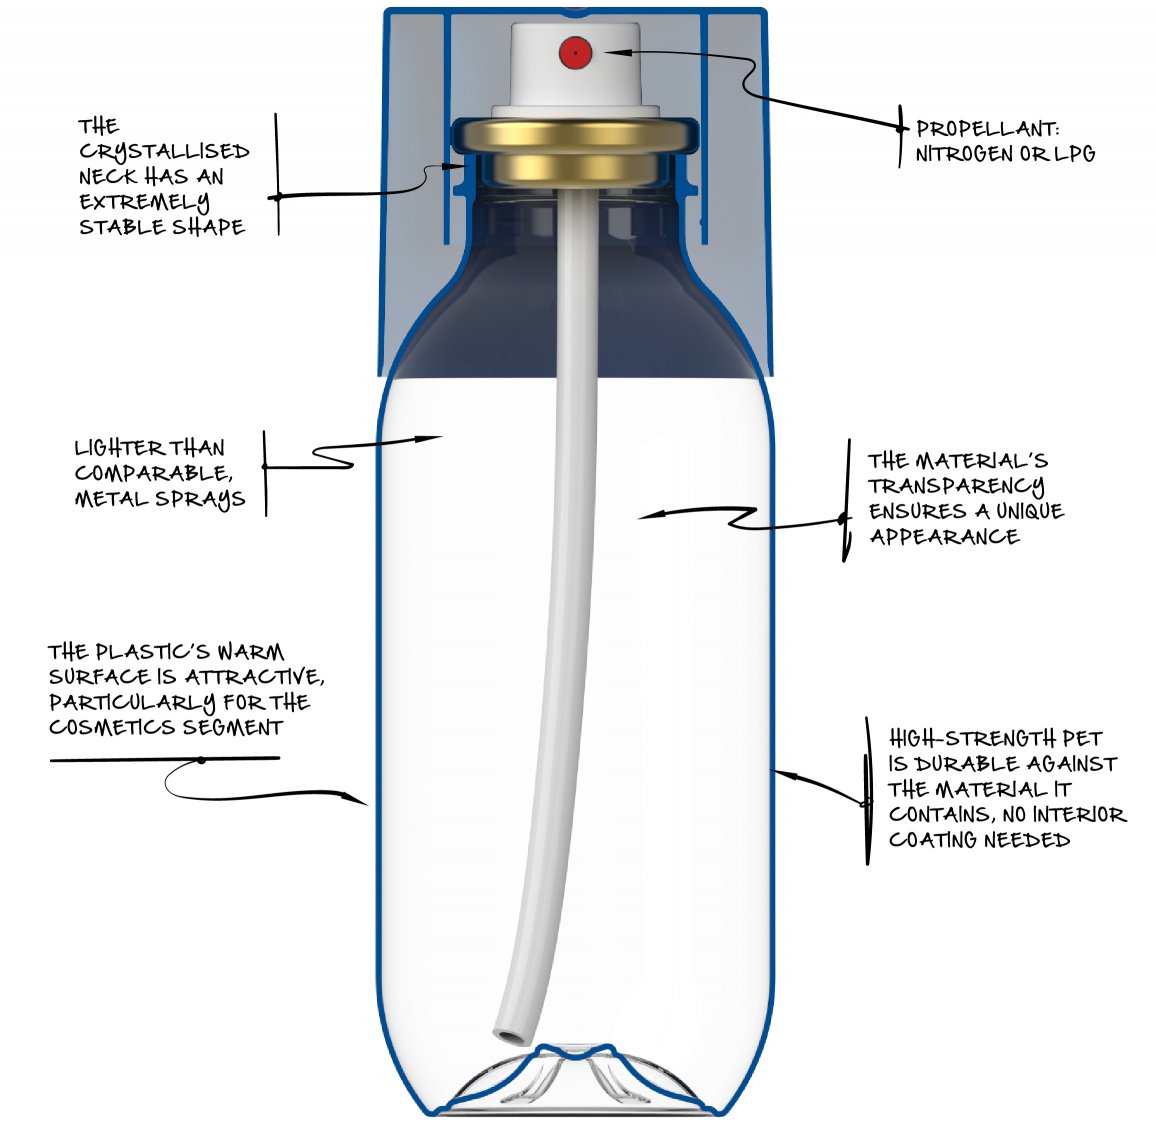 THE
CRYSTALLISED
NECK HAS AN
EXTREMELY
STABLE SHAPE
PROPELLANT:
NITROGEN OR LPG
LIGHTER THAN
COMPARABLE,
METAL SPRAYS
THE MATERIAL'S
TRANSPARENCY
ENSURES A UNIQUE
APPEARANCE
THE PLASTIC'S WARM
SURFACE IS ATTRACTIVE,
PARTICULARLY FOR THE
COSMETICS SEGMENT
HIGH-STRENGTH PET
IS DURABLE AGAINST
THE MATERIAL IT
CONTAINS, NO INTERIOR
COATING NEEDED